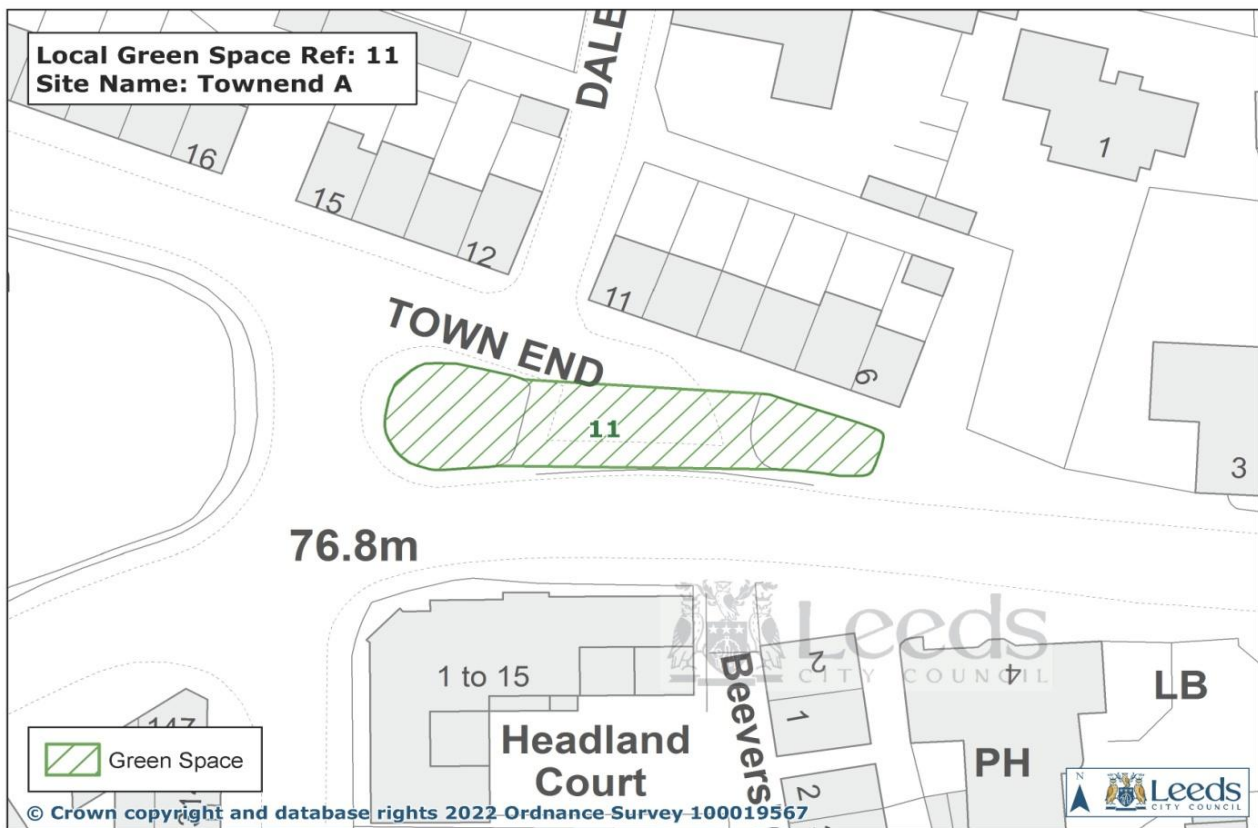 Local Green Space Ref: 11
Site Name: Townend A
DALE
16
15
12
1
11
6
TOWN END
11
3
76.8m
Leeds
CITY COUNCIL
1 to 15
Headland
Court
Beevers
2
1
2
4
PH
LB
147
Green Space
N
Leeds
CITY COUNCIL
© Crown copyright and database rights 2022 Ordnance Survey 100019567